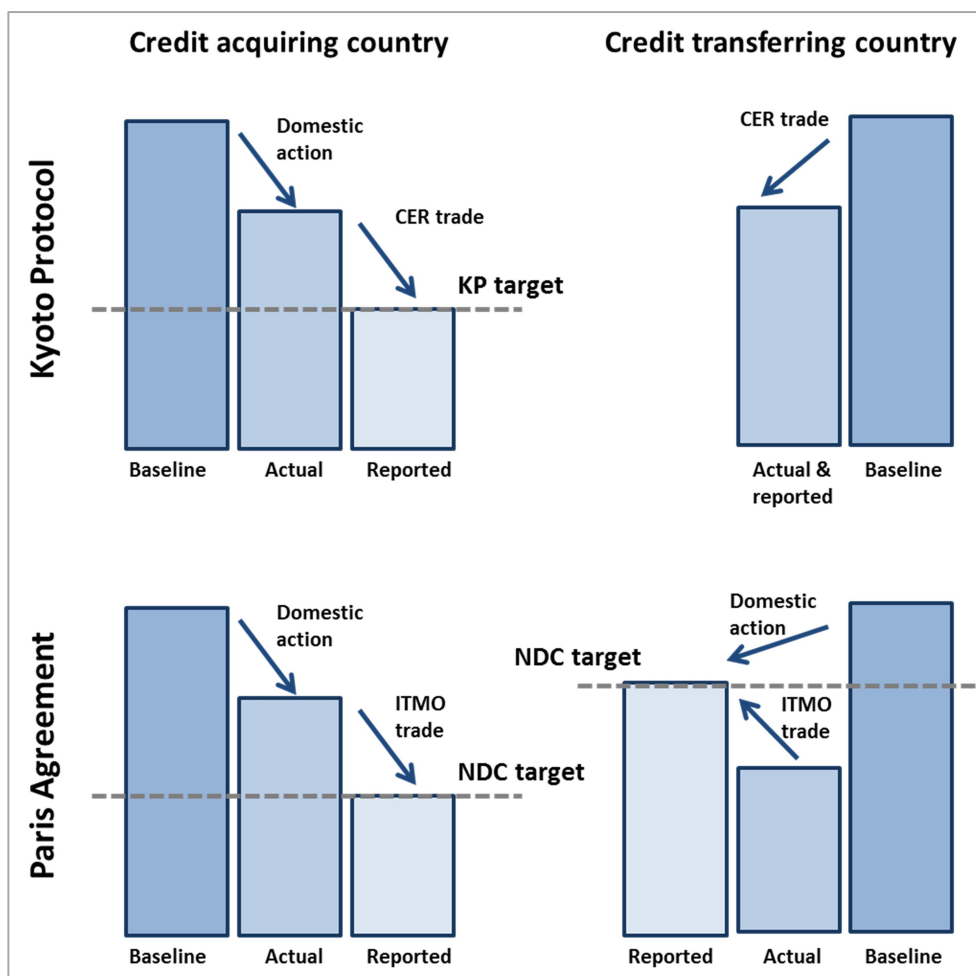 Credit acquiring country
Credit transferring country
Kyoto Protocol
Domestic
action
CER trade
KP target
Baseline
Actual
Reported
CER trade
Actual &
reported
Baseline
Paris Agreement
Domestic
action
ITMO
trade
NDC target
Baseline
Actual
Reported
Domestic
action
NDC target
ITMO
trade
Reported
Actual
Baseline